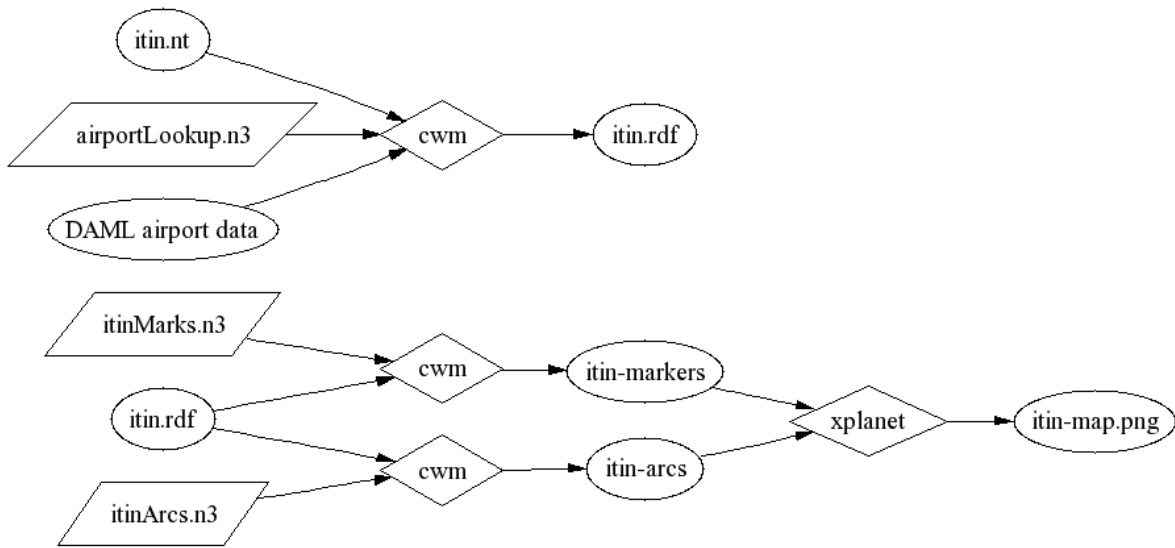 itin.nt
airportLookup.n3
cwm
itin.rdf
DAML airport data
itinMarks.n3
cwm
itin-markers
itin.rdf
xplanet
itin-map.png
cwm
itin-arcs
itinArcs.n3